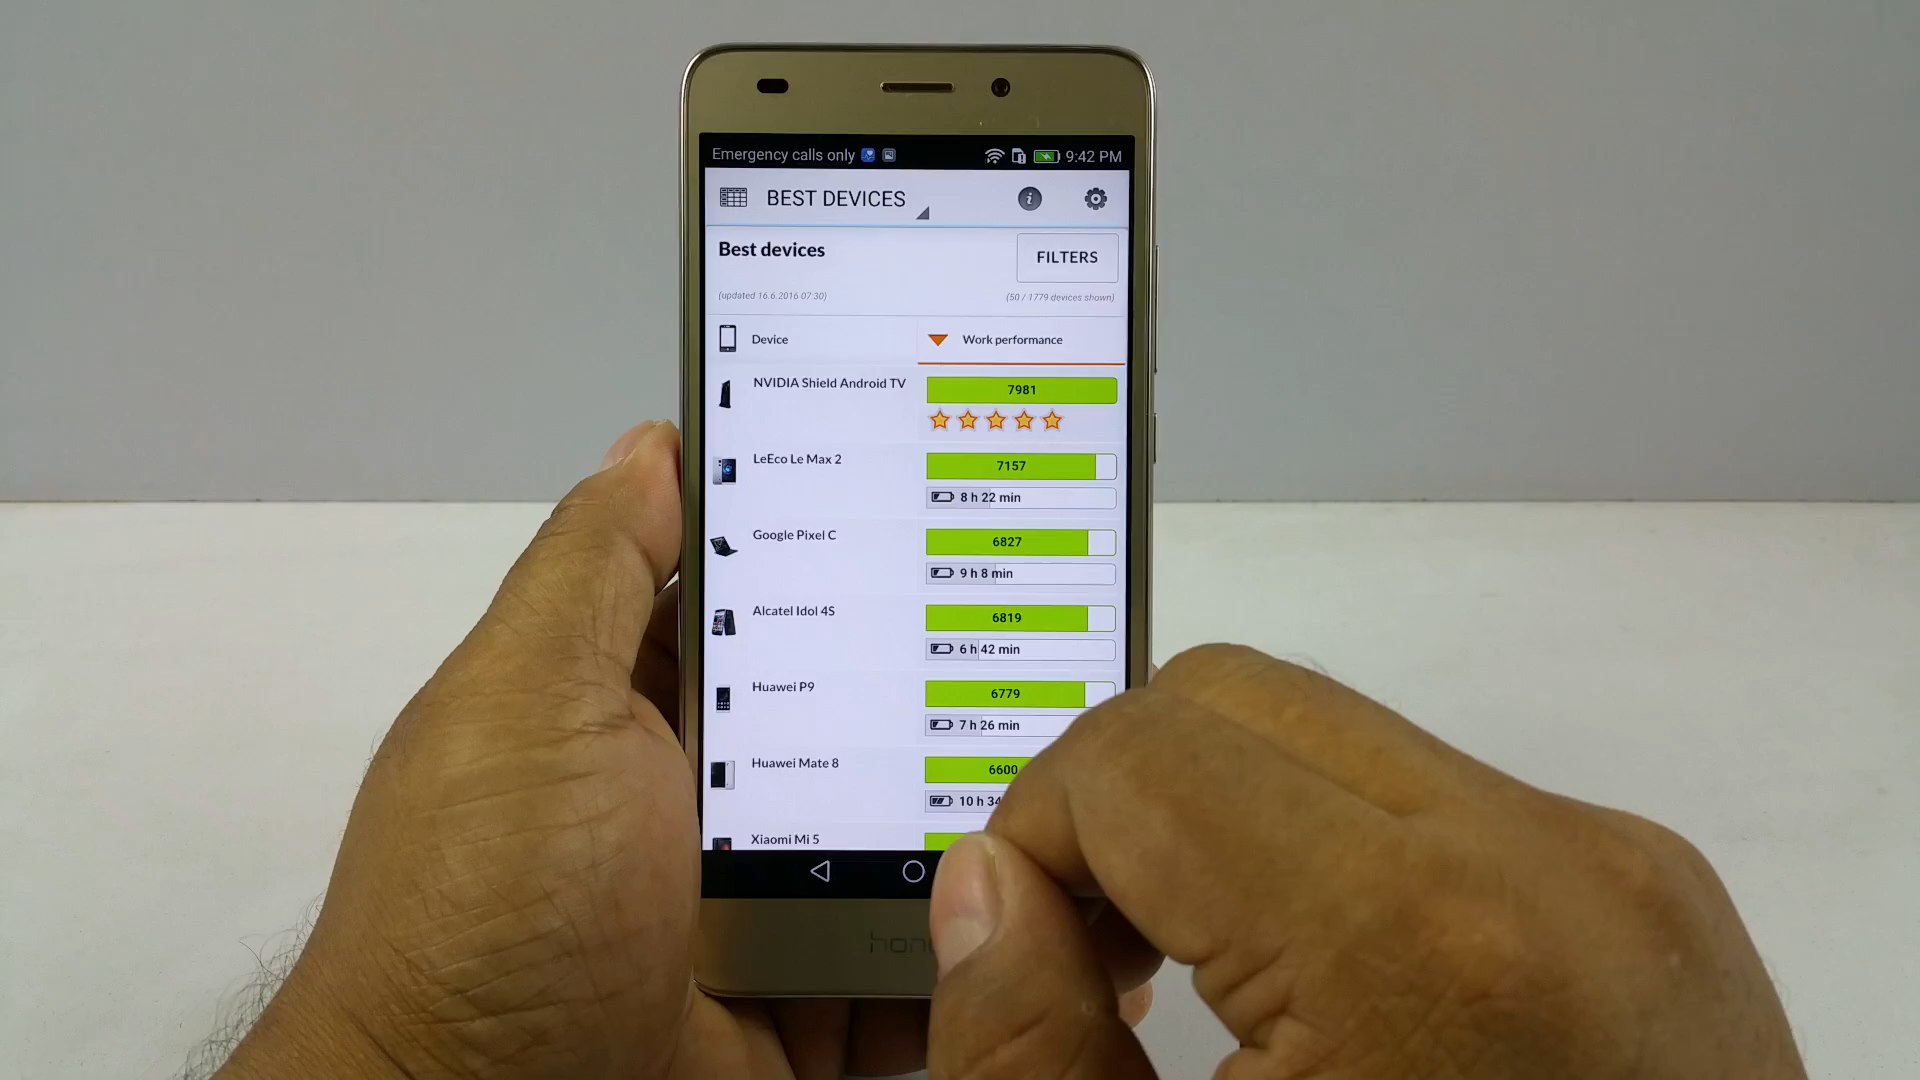 Emergency calls only 9:42 PM
BEST DEVICES
Best devices
FILTERS
(updated 16.6.2016 07:30)
(50 / 1779 devices shown)
Device
Work performance
NVIDIA Shield Android TV
7981
LeEco Le Max 2
7157
8 h 22 min
Google Pixel C
6827
9 h 8 min
Alcatel Idol 4S
6819
6 h 42 min
Huawei P9
6779
7 h 26 min
Huawei Mate 8
6600
10 h 34
Xiaomi Mi 5